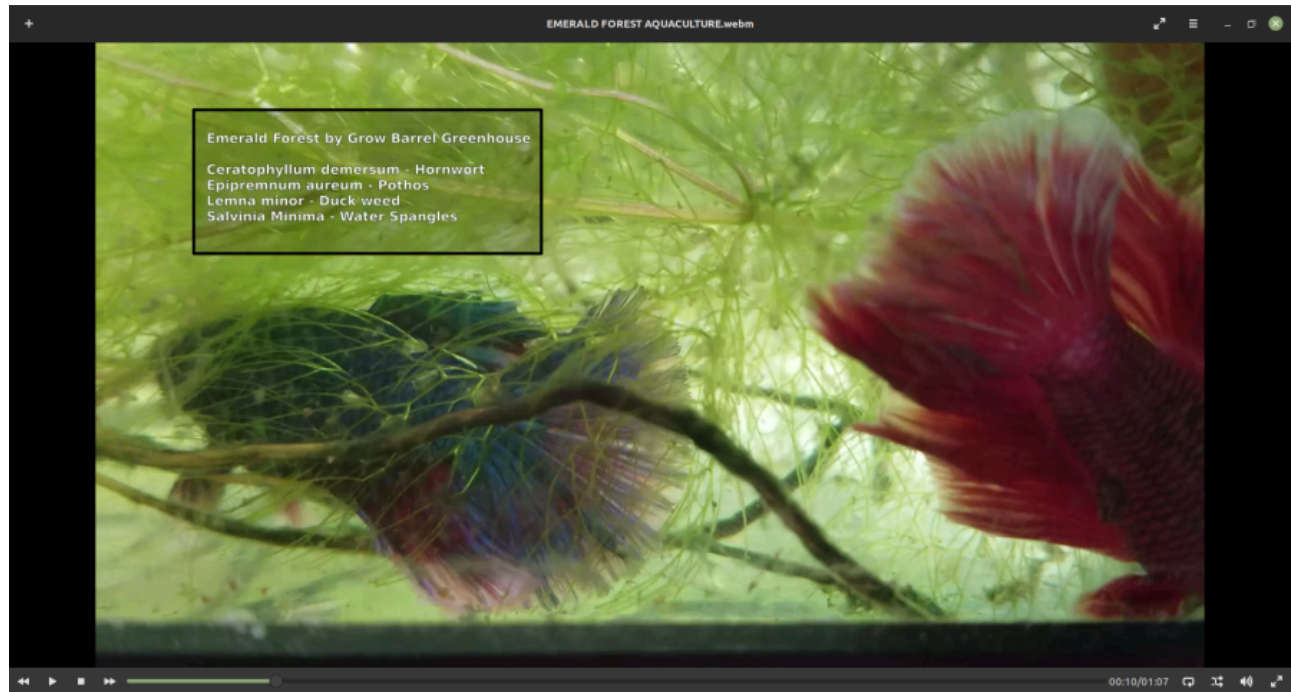 EMERALD FOREST AQUACULTURE.webm
Emerald Forest by Grow Barrel Greenhouse
Ceratophyllum demersum - Hornwort
Epipremnum aureum - Pothos
Lemna minor - Duck weed
Salvinia Minima - Water Spangles
00:10/01:07